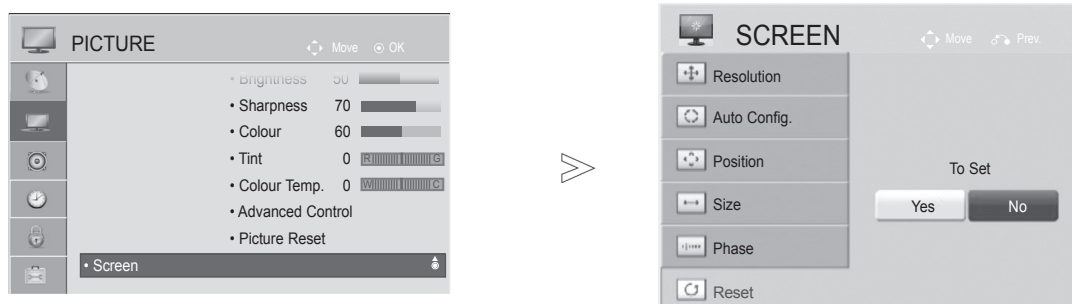 PICTURE
Move OK
• Brightness 50
• Sharpness 70
• Colour 60
• Tint 0 R G
• Colour Temp. 0 W C
• Advanced Control
• Picture Reset
• Screen
SCREEN
Move Prev.
Resolution
Auto Config.
Position
Size
Phase
Reset
To Set
Yes No